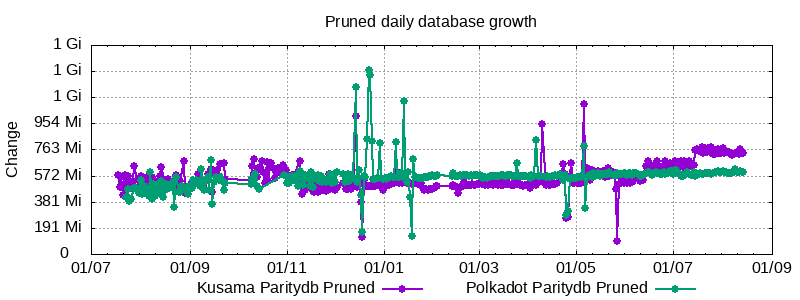 Pruned daily database growth
1 Gi
1 Gi
1 Gi
954 Mi
763 Mi
572 Mi
381 Mi
191 Mi
0
Change
01/07 01/09 01/11 01/01 01/03 01/05 01/07 01/09
Kusama Paritydb Pruned Polkadot Paritydb Pruned